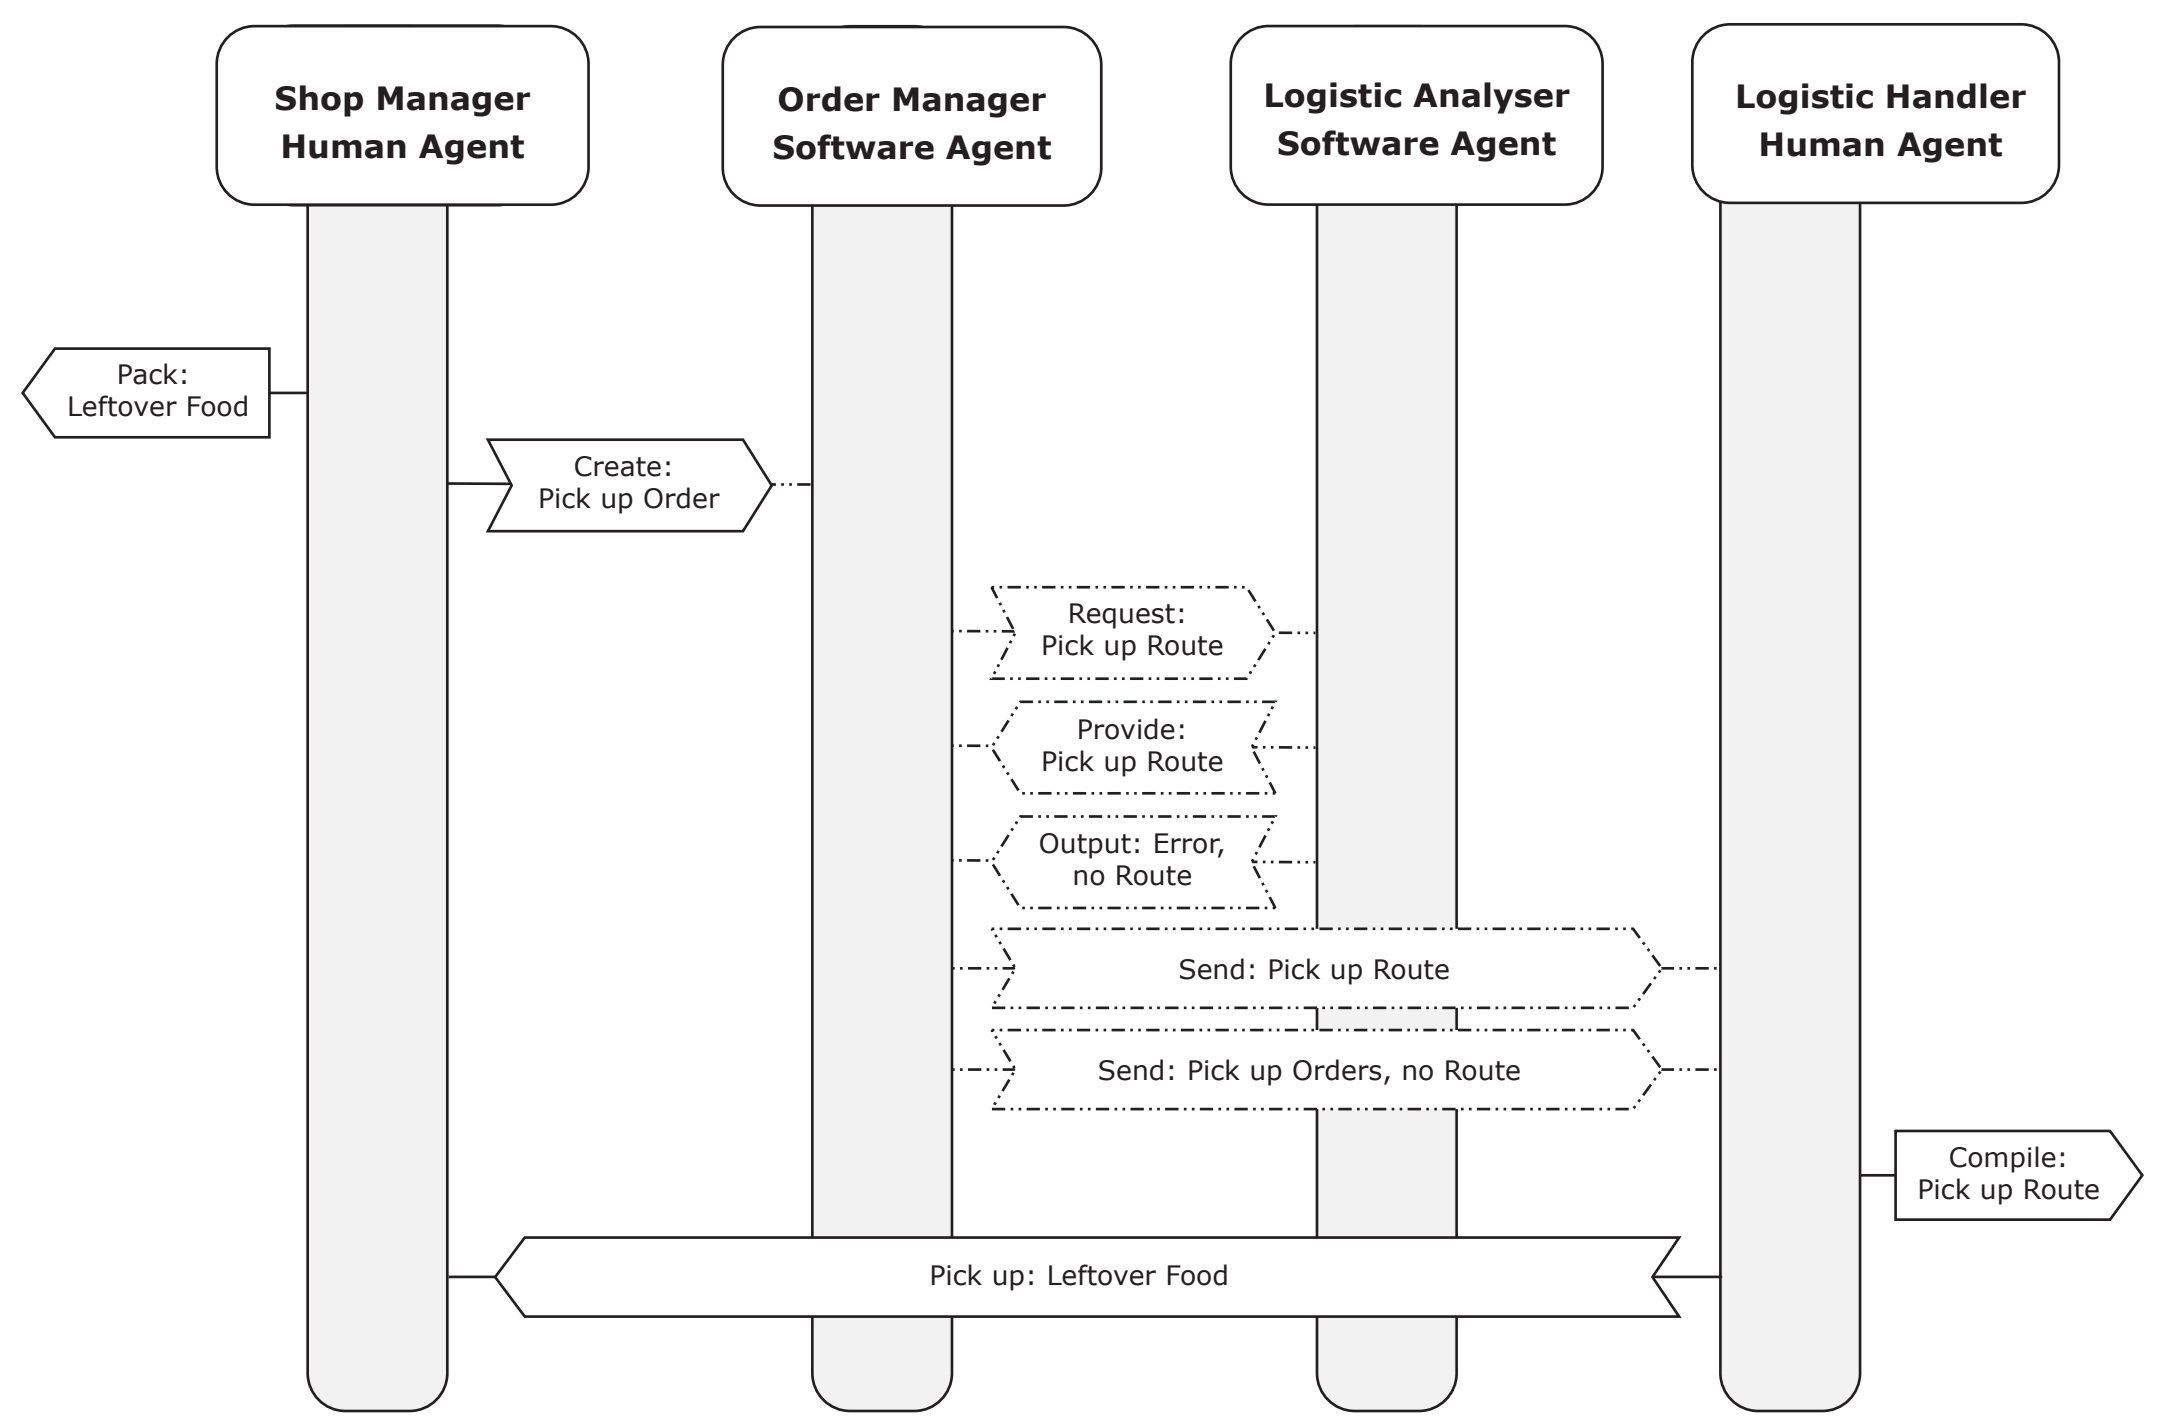 Shop Manager
Human Agent
Order Manager
Software Agent
Logistic Analyser
Software Agent
Logistic Handler
Human Agent
Pack:
Leftover Food
Create:
Pick up Order
Request:
Pick up Route
Provide:
Pick up Route
Output: Error,
no Route
Send: Pick up Route
Send: Pick up Orders, no Route
Compile:
Pick up Route
Pick up: Leftover Food